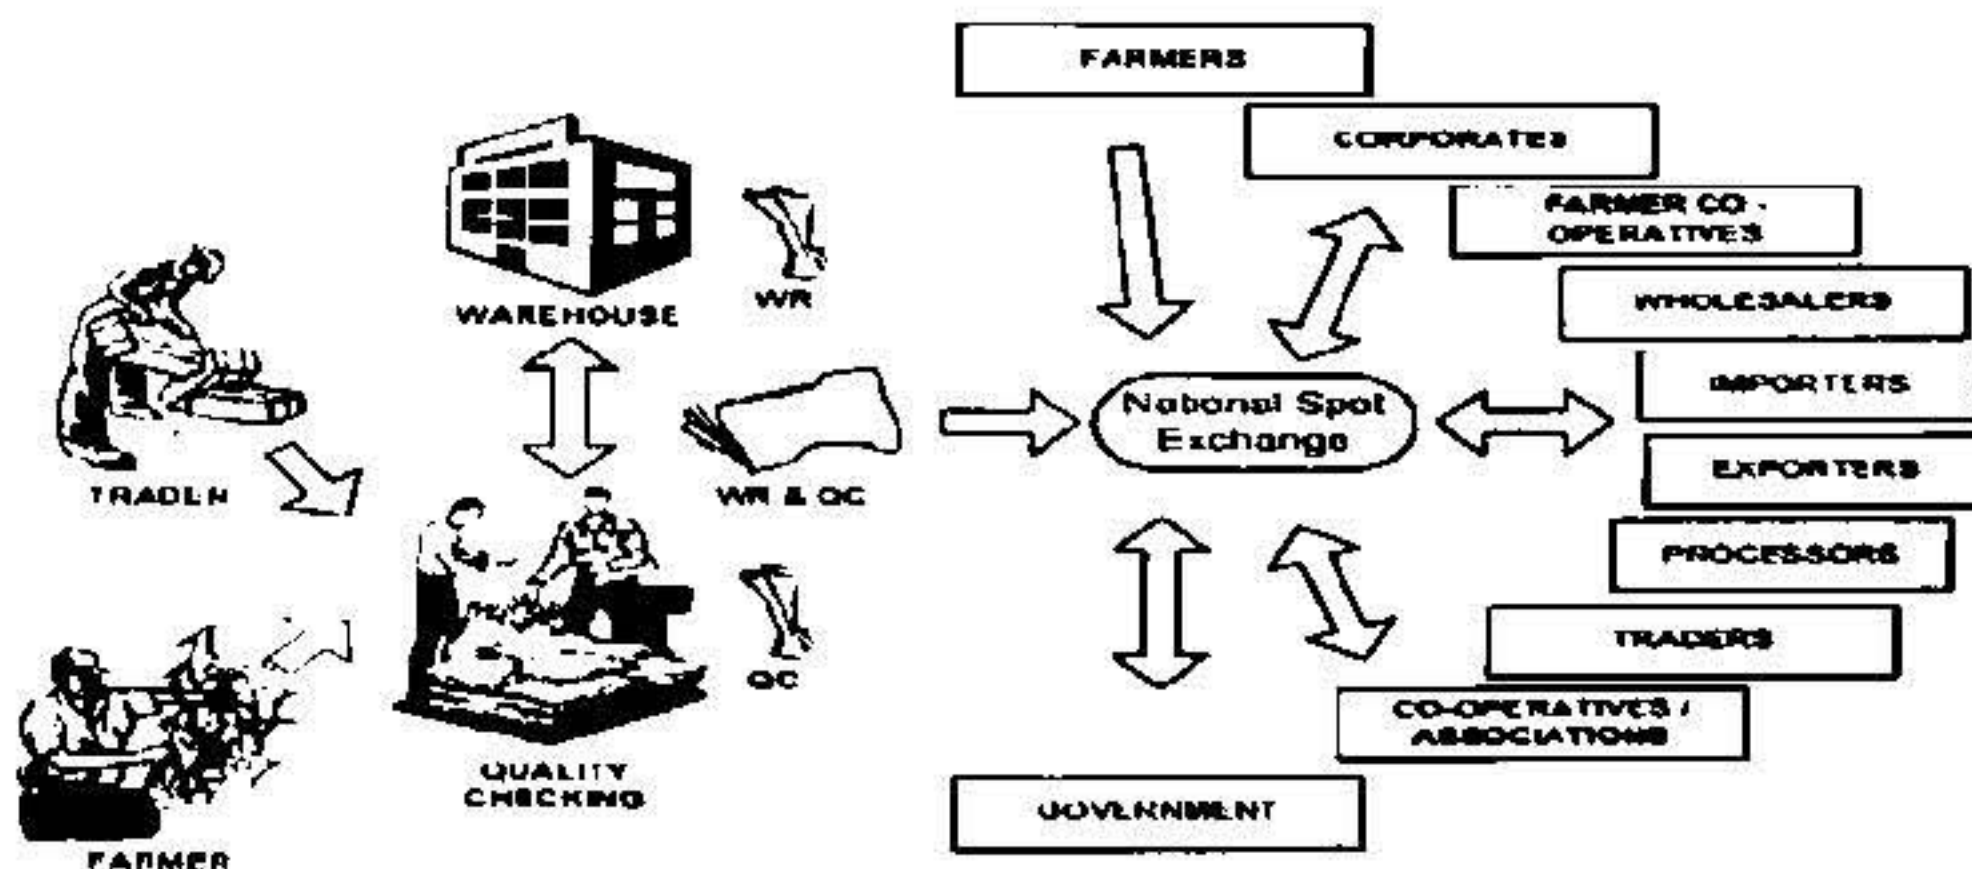 FARMERS
CORPORATES
FARMER CO -
OPERATIVES
WHOLESALERS
IMPORTERS
EXPORTERS
PROCESSORS
TRADERS
CO-OPERATIVES /
ASSOCIATIONS
GOVERNMENT
National Spot
Exchange
WAREHOUSE
WR
WR & QC
QC
TRADER
QUALITY
CHECKING
FARMER